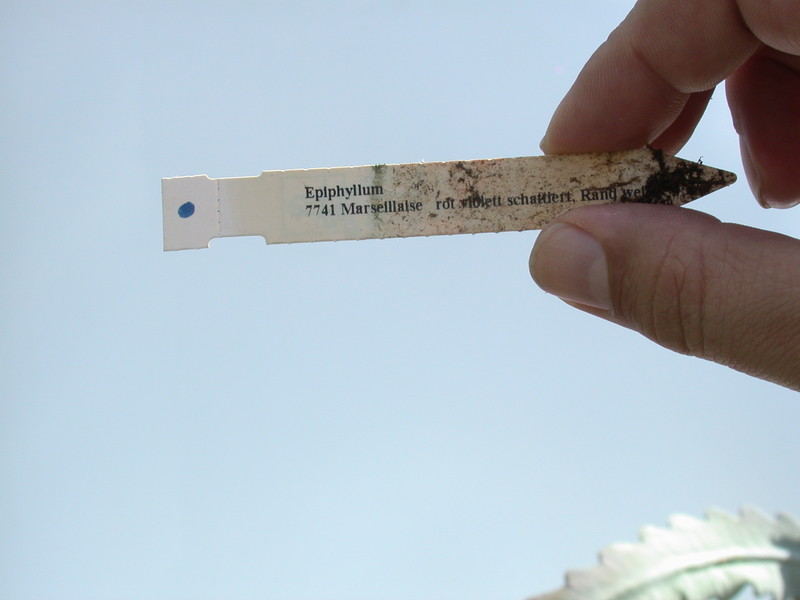 Epiphyllum
7741 Marseillaise rot violett schattiert, Rand